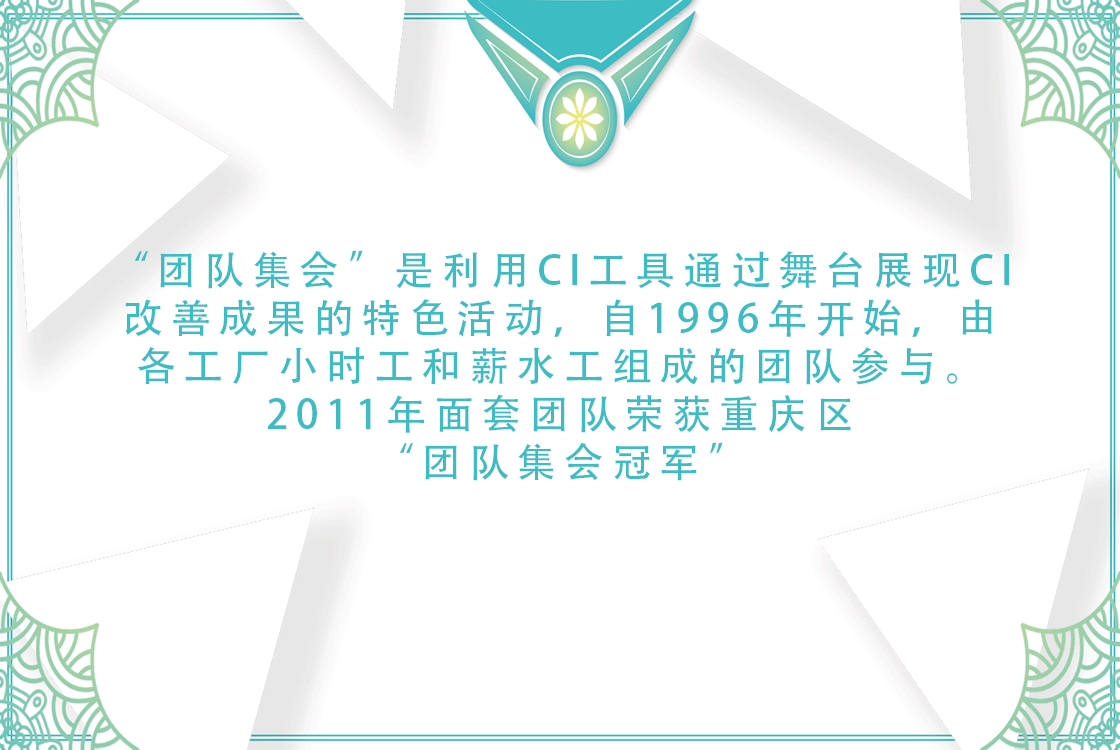 “团队集会”是利用CI工具通过舞台展现CI
改善成果的特色活动，自1996年开始，由
各工厂小时工和薪水工组成的团队参与。
2011年面套团队荣获重庆区
“团队集会冠军”